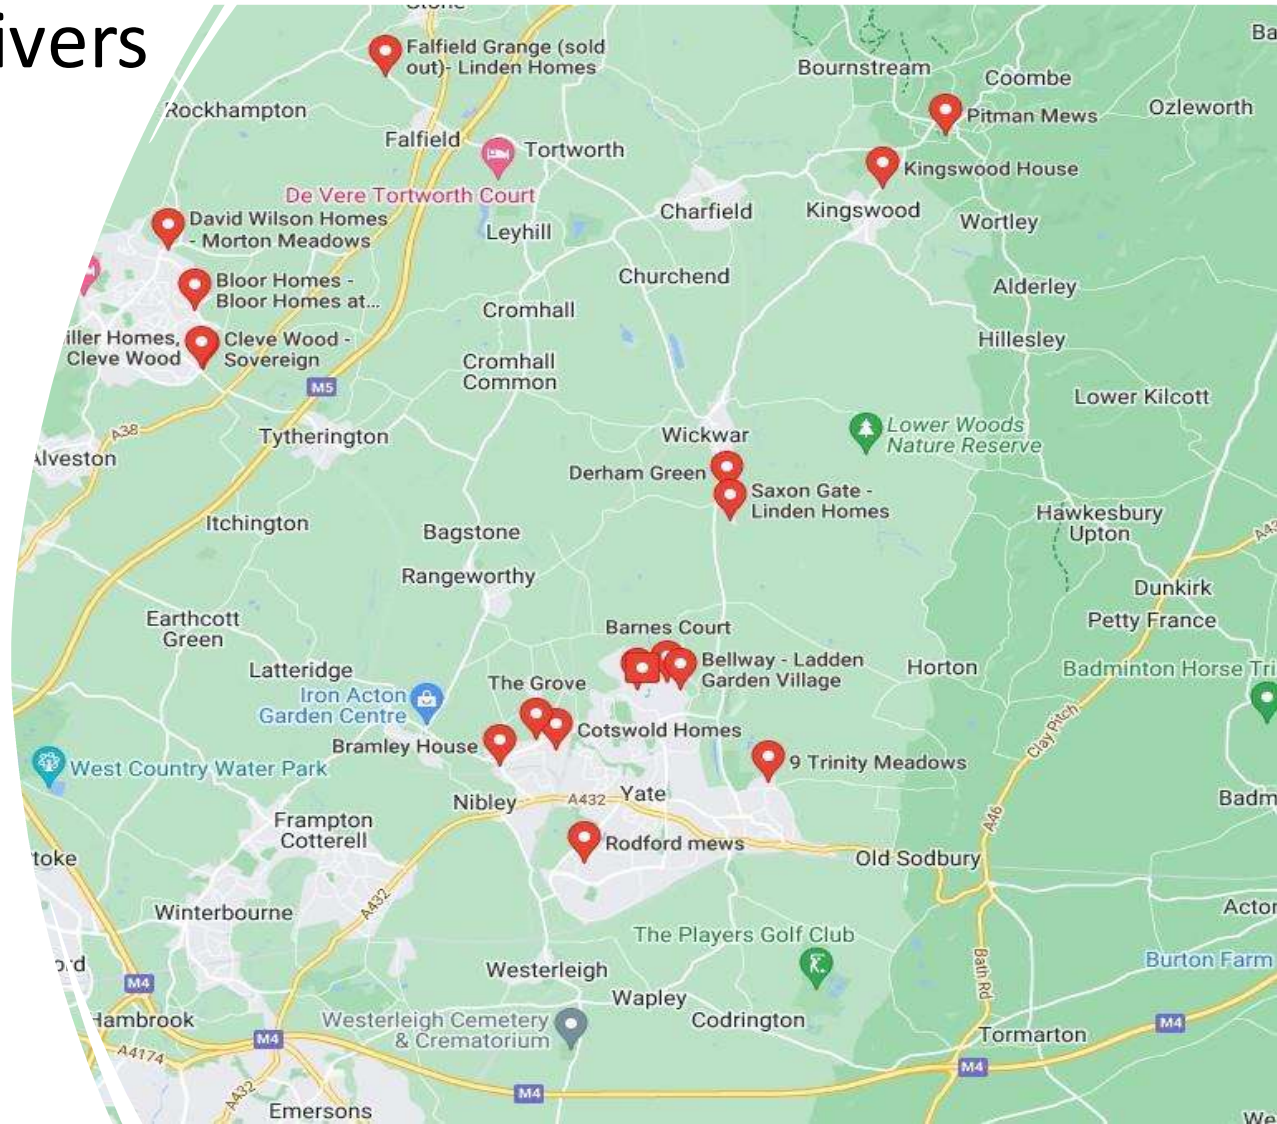 ivers
Stone
Falfield Grange (sold
out)- Linden Homes
Bournstream
Coombe
Ba
Rockhampton
Pitman Mews
Ozleworth
Falfield
Tortworth
Kingswood House
De Vere Tortworth Court
David Wilson Homes
- Morton Meadows
Charfield
Kingswood
Wortley
Leyhill
Bloor Homes -
Bloor Homes at...
Churchend
Alderley
Cromhall
iller Homes,
Cleve Wood
Cleve Wood -
Sovereign
Hillesley
Cromhall
Common
M5
Lower Kilcott
A38
Tytherington
Wickwar
Lower Woods
Nature Reserve
Alveston
Derham Green
Saxon Gate -
Linden Homes
Itchington
Bagstone
Hawkesbury
Upton
A43
Rangeworthy
Dunkirk
Earthcott
Green
Barnes Court
Petty France
Latteridge
Bellway - Ladden
Garden Village
Horton
Badminton Horse Tri
The Grove
Iron Acton
Garden Centre
Cotswold Homes
Clay Pitch
Bramley House
West Country Water Park
9 Trinity Meadows
Nibley
A432
Yate
Badm
Frampton
Cotterell
A46
Rodford mews
toke
Old Sodbury
A432
Winterbourne
Acton
The Players Golf Club
ord
Westerleigh
Bath Rd
Burton Farm
M4
Wapley
Hambrook
Westerleigh Cemetery
& Crematorium
Codrington
M4
Tormarton
M4
A4174
M4
M4
A432
Emersons
We